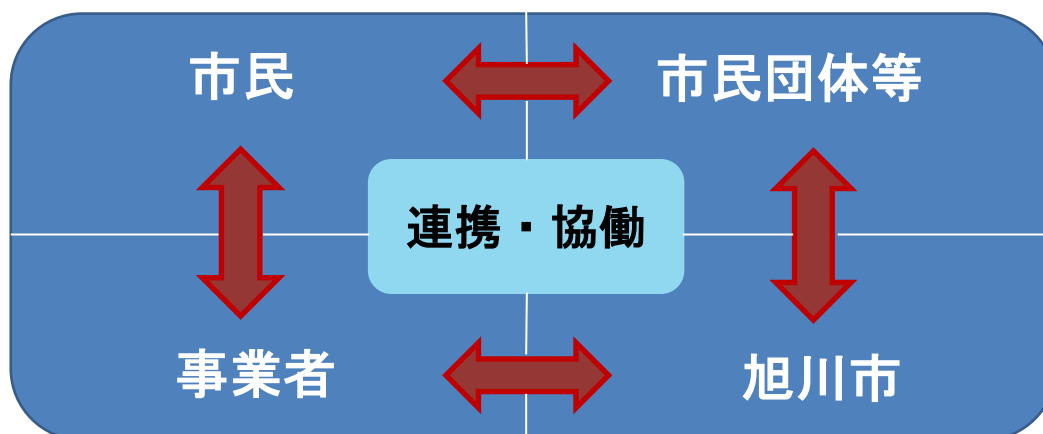 市民
市民団体等
連携・協働
事業者
旭川市